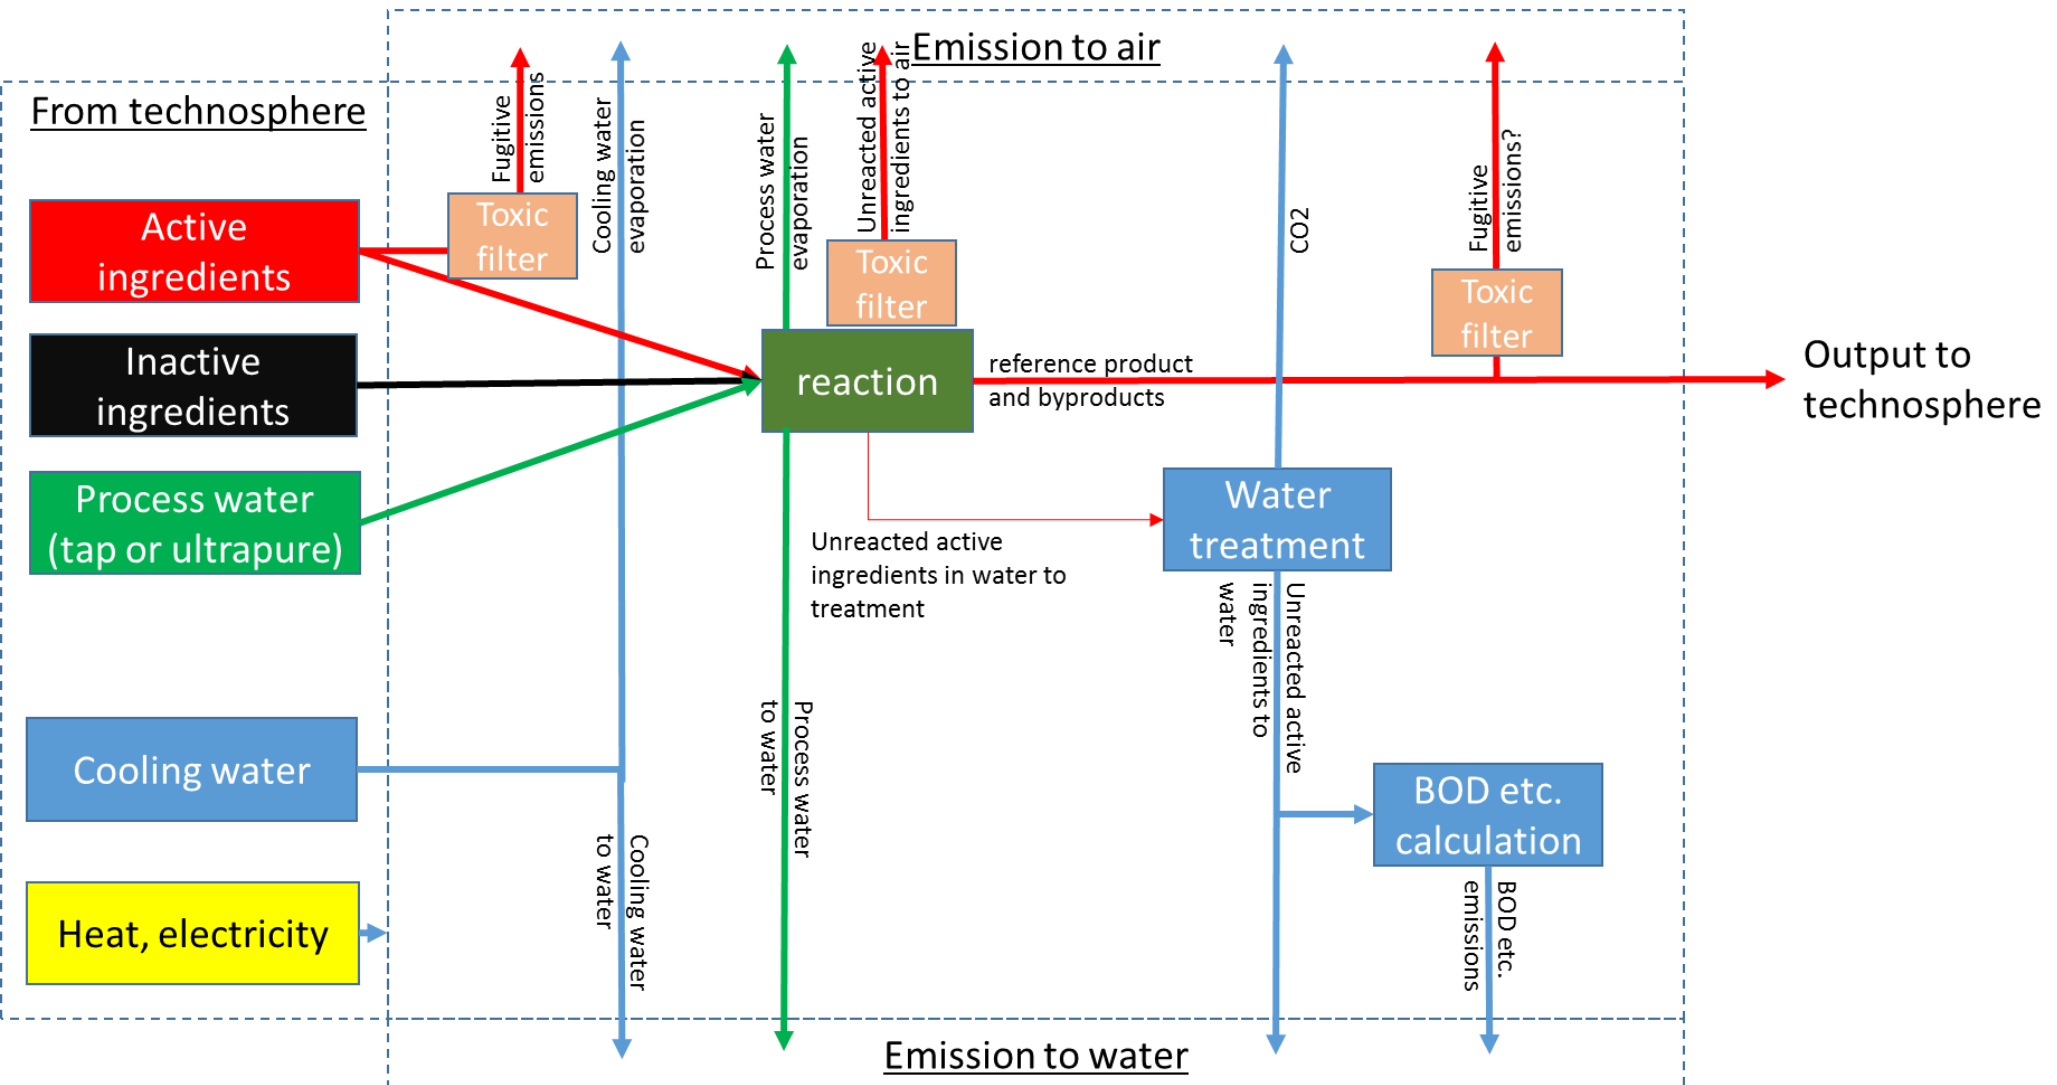 Emission to air
From technosphere
Fugitive
emissions
Cooling water
evaporation
Process water
evaporation
Unreacted active
ingredients to air
CO2
Fugitive
emissions?
Active
ingredients
Toxic
filter
Toxic
filter
Toxic
filter
Inactive
ingredients
reaction
reference product
and byproducts
Output to
technosphere
Process water
(tap or ultrapure)
Water
treatment
Unreacted active
ingredients in water to
treatment
Unreacted active
ingredients to
water
Process water
to water
Cooling water
BOD etc.
calculation
Cooling water
to water
Heat, electricity
BOD etc.
emissions
Emission to water